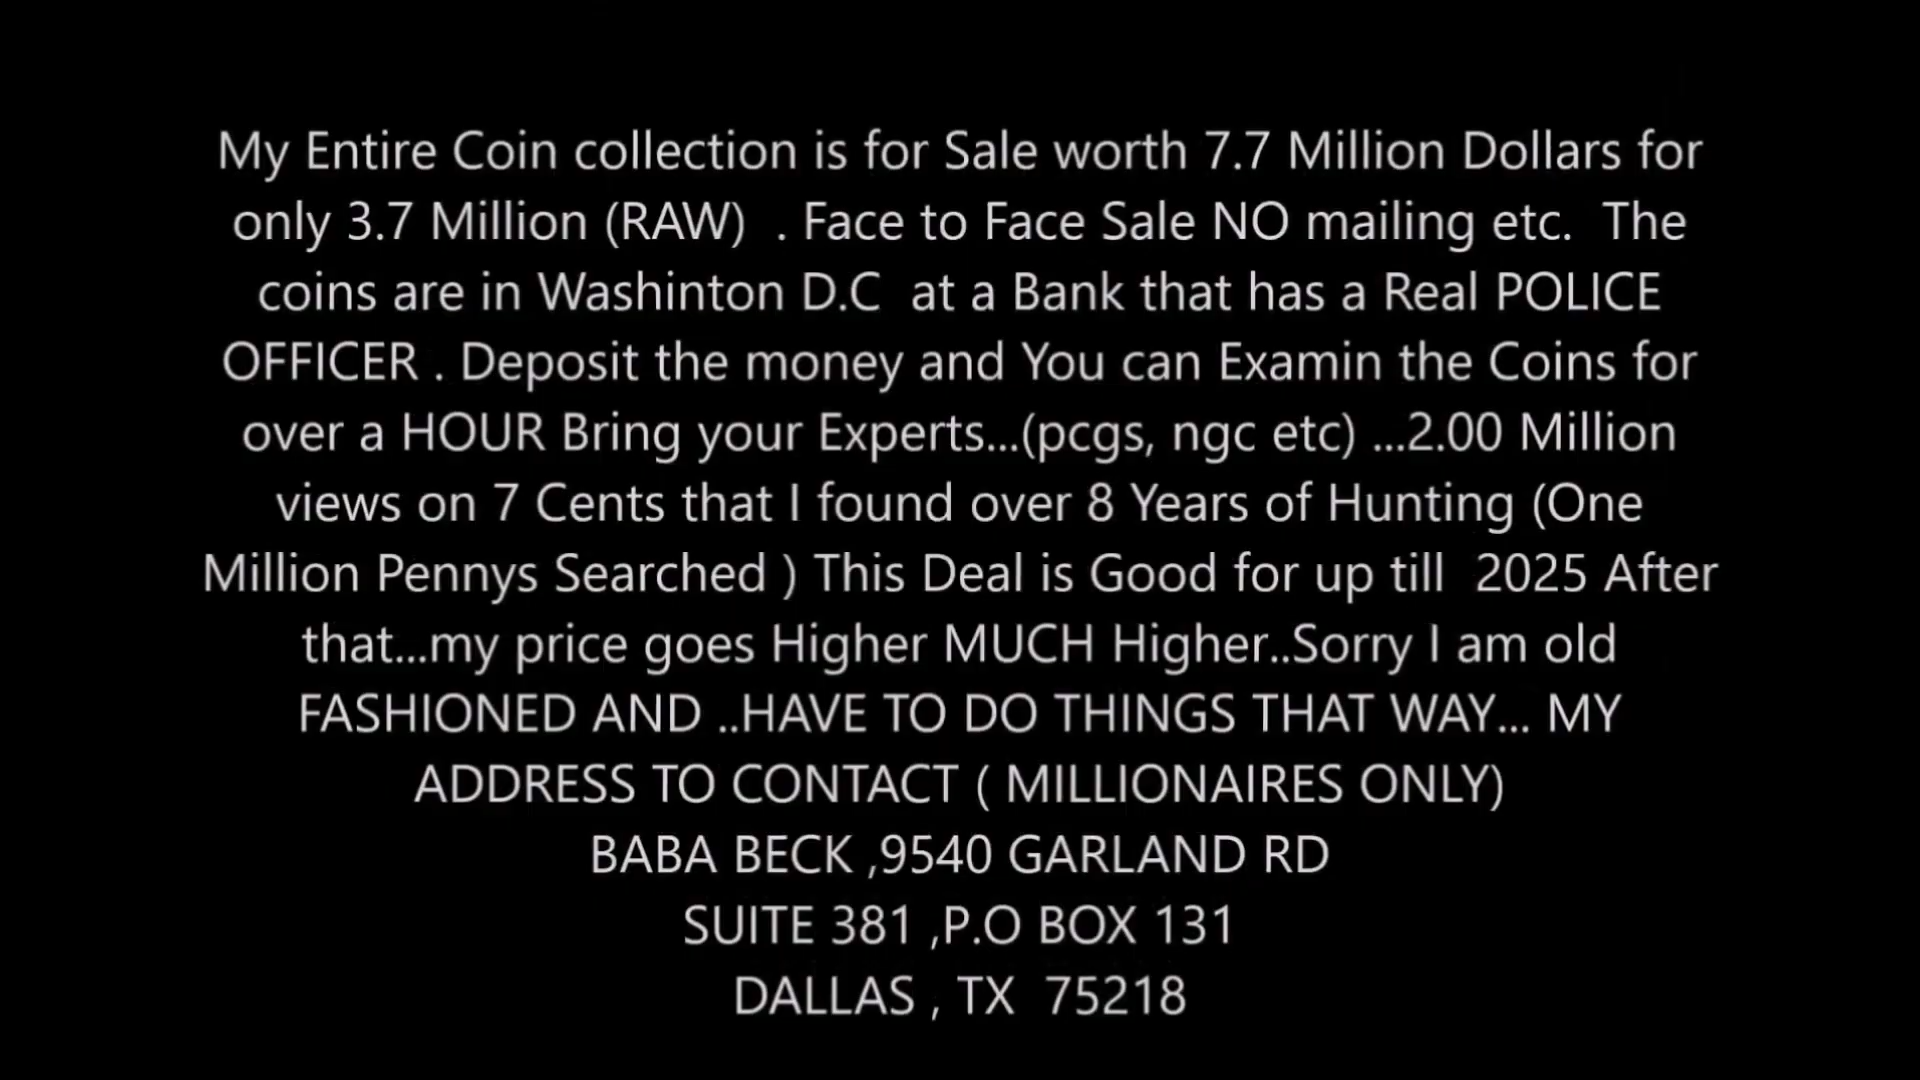 My Entire Coin collection is for Sale worth 7.7 Million Dollars for
only 3.7 Million (RAW)  . Face to Face Sale NO mailing etc.  The
coins are in Washinton D.C  at a Bank that has a Real POLICE
OFFICER . Deposit the money and You can Examin the Coins for
over a HOUR Bring your Experts...(pcgs, ngc etc) ...2.00 Million
views on 7 Cents that I found over 8 Years of Hunting (One
Million Pennys Searched ) This Deal is Good for up till  2025 After
that...my price goes Higher MUCH Higher..Sorry I am old
FASHIONED AND ..HAVE TO DO THINGS THAT WAY... MY
ADDRESS TO CONTACT ( MILLIONAIRES ONLY)
BABA BECK ,9540 GARLAND RD
SUITE 381 ,P.O BOX 131
DALLAS , TX  75218